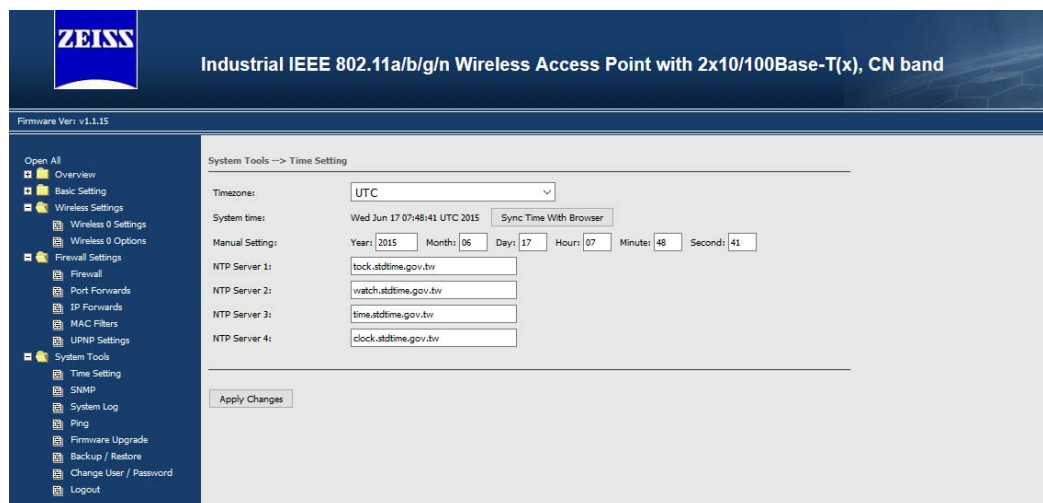 ZEISS
Industrial IEEE 802.11a/b/g/n Wireless Access Point with 2x10/100Base-T(x), CN band
Firmware Ver: v1.1.15
Open All
Overview
Basic Setting
Wireless Settings
Wireless 0 Settings
Wireless 0 Options
Firewall Settings
Firewall
Port Forwards
IP Forwards
MAC Filters
UPNP Settings
System Tools
Time Setting
SNMP
System Log
Ping
Firmware Upgrade
Backup / Restore
Change User / Password
Logout
System Tools --> Time Setting
Timezone: UTC
System time: Wed Jun 17 07:48:41 UTC 2015 Sync Time With Browser
Manual Setting: Year: 2015 Month: 06 Day: 17 Hour: 07 Minute: 48 Second: 41
NTP Server 1: tock.stdtime.gov.tw
NTP Server 2: watch.stdtime.gov.tw
NTP Server 3: time.stdtime.gov.tw
NTP Server 4: clock.stdtime.gov.tw
Apply Changes